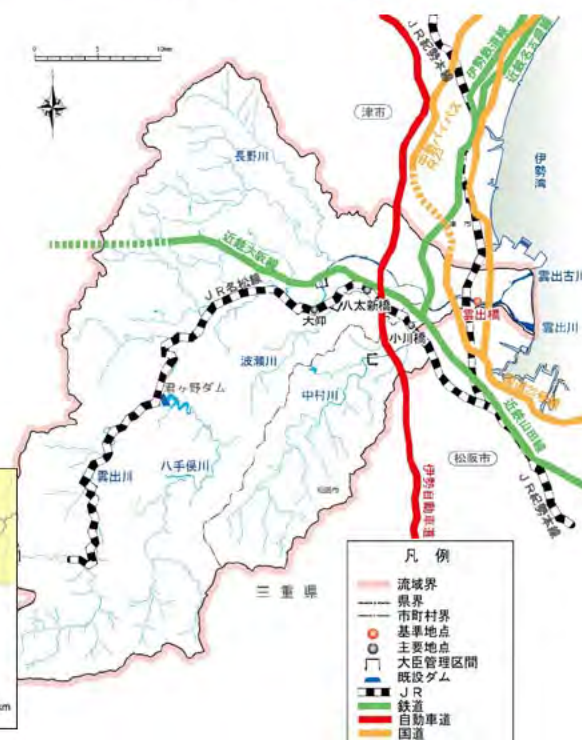 0
5
10km
JR紀勢本線
伊勢鉄道線
近鉄名古屋線
津市
長野川
伊勢湾
近鉄大阪線
雲出古川
JR名松線
八太新橋
大仰
雲出橋
雲出川
小川橋
波瀬川
君ヶ野ダム
中村川
近鉄山田線
八手俣川
雲出川
松阪市
伊勢自動車道
JR紀勢本線
三重県
凡例
流域界
県界
市町村界
基準地点
主要地点
大臣管理区間
既設ダム
JR
鉄道
自動車道
国道
km